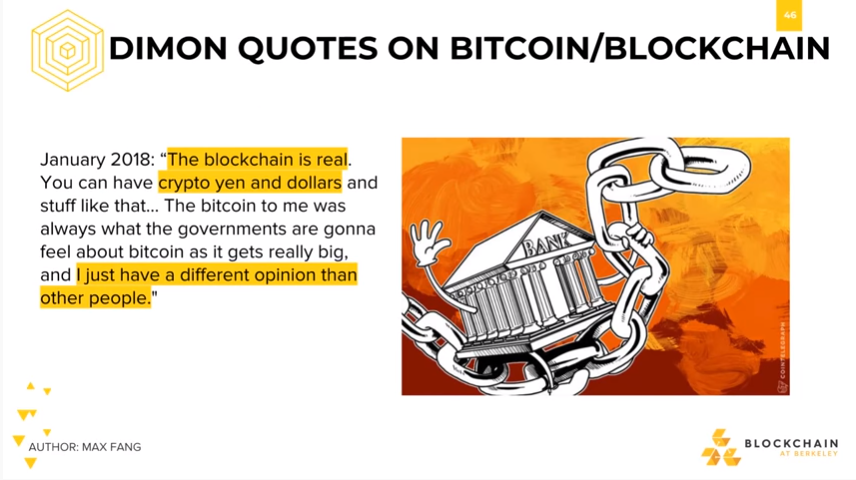 46
DIMON QUOTES ON BITCOIN/BLOCKCHAIN
January 2018: “The blockchain is real.
You can have crypto yen and dollars and
stuff like that... The bitcoin to me was
always what the governments are gonna
feel about bitcoin as it gets really big,
and I just have a different opinion than
other people."
BANK
COINTELEGRAPH
AUTHOR: MAX FANG
BLOCKCHAIN
AT BERKELEY